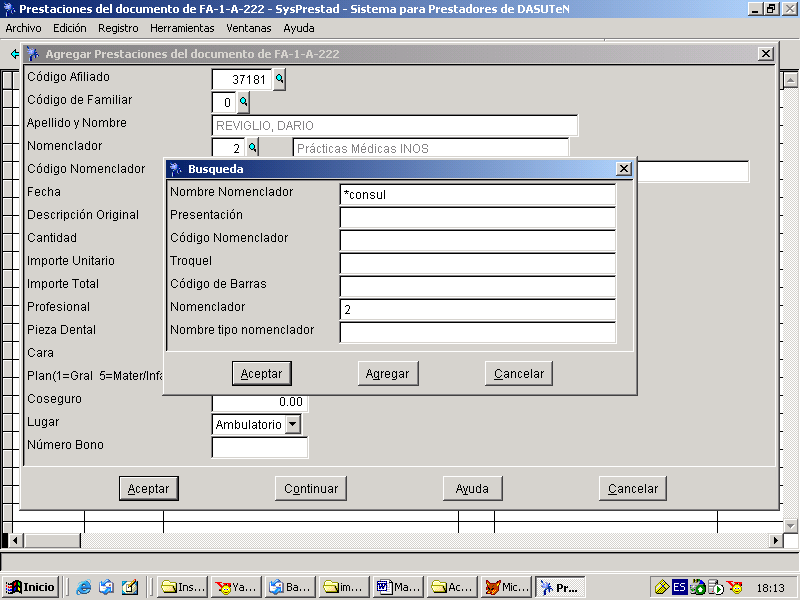 Prestaciones del documento de FA-1-A-222 - SysPrestad - Sistema para Prestadores de DASUTeN
Archivo Edición Registro Herramientas Ventanas Ayuda
Agregar Prestaciones del documento de FA-1-A-222
Código Afiliado 37181
Código de Familiar 0
Apellido y Nombre REVIGLIO, DARIO
Nomenclador 2 Prácticas Médicas INOS
Código Nomenclador
Fecha
Descripción Original
Cantidad
Importe Unitario
Importe Total
Profesional
Pieza Dental
Cara
Plan(1=Gral 5=Mater/Infa
Coseguro 0.00
Lugar Ambulatorio
Número Bono
Aceptar Continuar Ayuda Cancelar
Busqueda
Nombre Nomenclador *consul
Presentación
Código Nomenclador
Troquel
Código de Barras
Nomenclador 2
Nombre tipo nomenclador
Aceptar Agregar Cancelar
Inicio Ins... Ya... Ba... im... Ma... Ac... Mic... Pr... ES 18:13